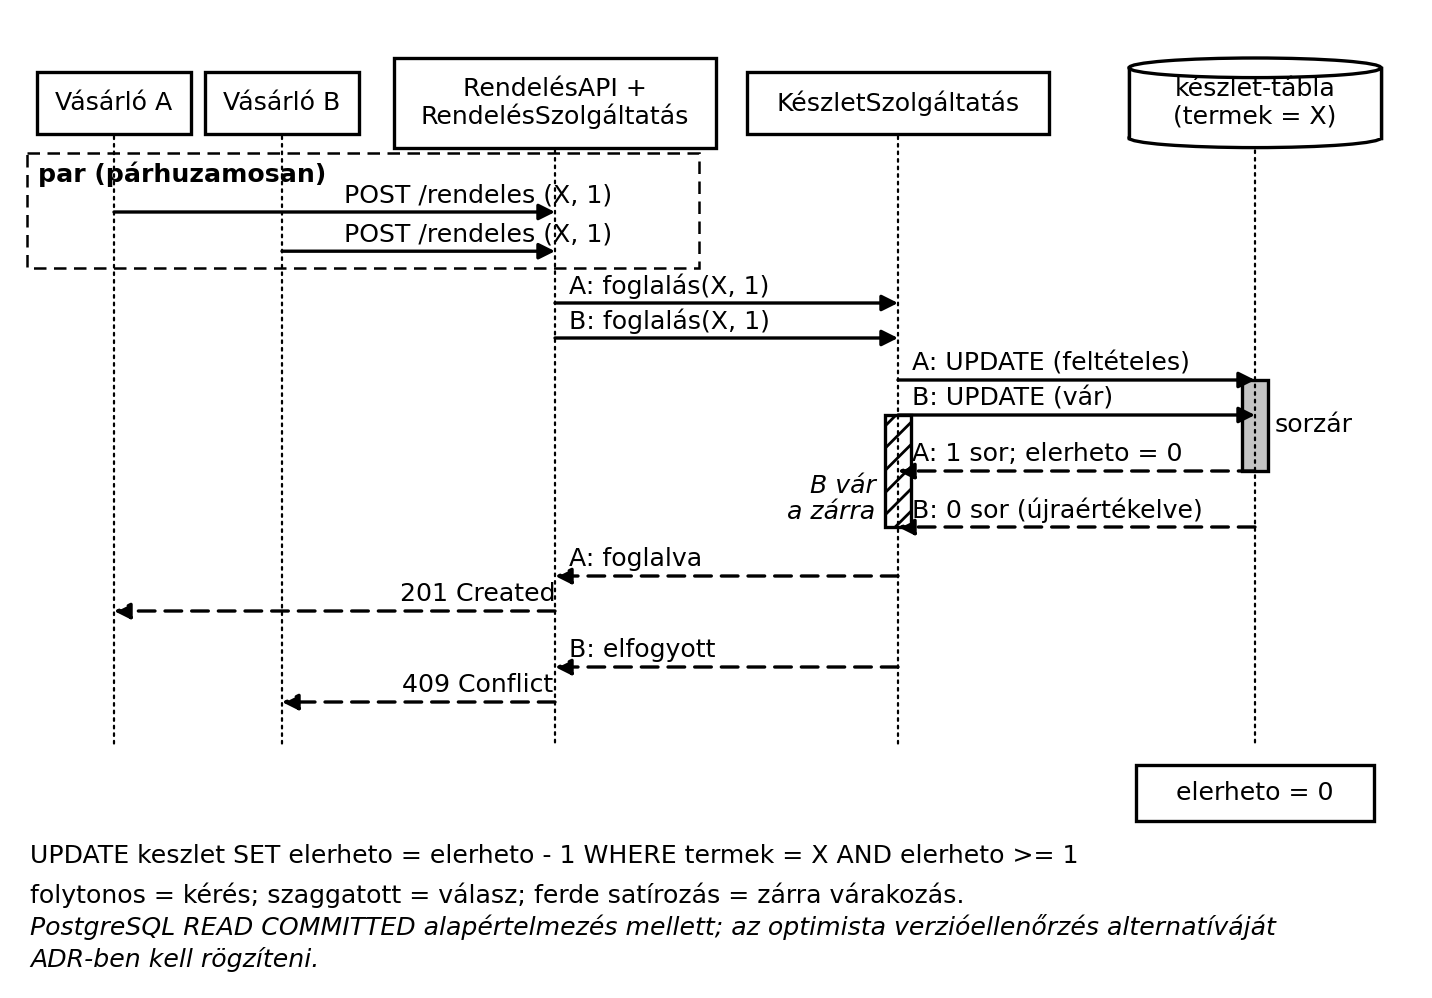 Vásárló A
Vásárló B
RendelésAPI +
RendelésSzolgáltatás
KészletSzolgáltatás
készlet-tábla
(termek = X)
par (párhuzamosan)
POST /rendeles (X, 1)
POST /rendeles (X, 1)
A: foglalás(X, 1)
B: foglalás(X, 1)
A: UPDATE (feltételes)
B: UPDATE (vár)
sorzár
A: 1 sor; elerheto = 0
B vár
a zárra
B: 0 sor (újraértékelve)
A: foglalva
201 Created
B: elfogyott
409 Conflict
elerheto = 0
UPDATE keszlet SET elerheto = elerheto - 1 WHERE termek = X AND elerheto >= 1
folytonos = kérés; szaggatott = válasz; ferde satírozás = zárra várakozás.
PostgreSQL READ COMMITTED alapértelmezés mellett; az optimista verzióellenőrzés alternatíváját
ADR-ben kell rögzíteni.